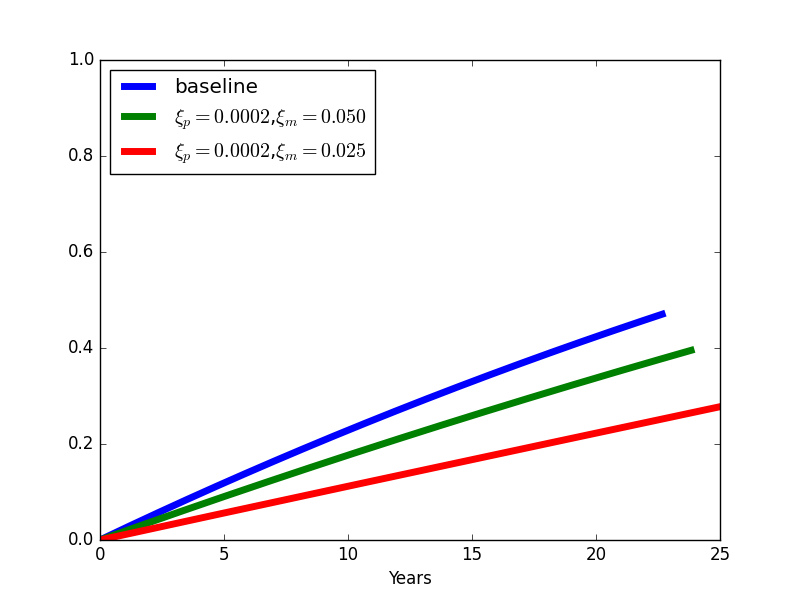 1.0
baseline
ξp = 0.0002,ξm = 0.050
ξp = 0.0002,ξm = 0.025
0.8
0.6
0.4
0.2
0.0
0 5 10 15 20 25
Years